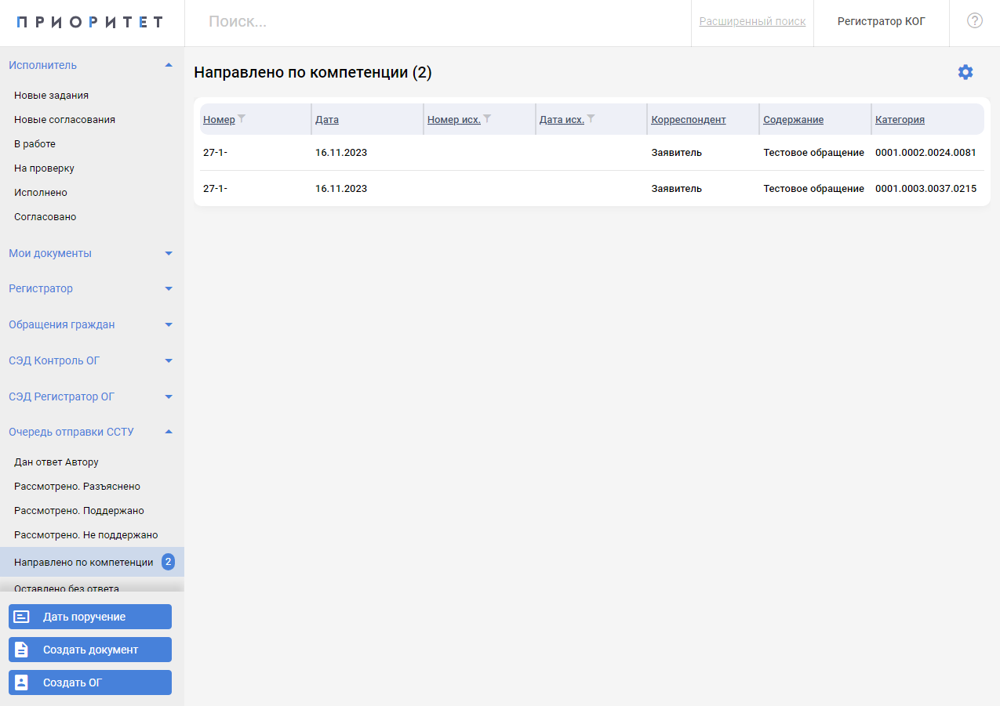 ПРИОРИТЕТ
Поиск...
Расширенный поиск
Регистратор КОГ
?
Исполнитель
Новые задания
Новые согласования
В работе
На проверку
Исполнено
Согласовано
Мои документы
Регистратор
Обращения граждан
СЭД Контроль ОГ
СЭД Регистратор ОГ
Очередь отправки ССТУ
Дан ответ Автору
Рассмотрено. Разъяснено
Рассмотрено. Поддержано
Рассмотрено. Не поддержано
Направлено по компетенции 2
Оставлено без ответа
Дать поручение
Создать документ
Создать ОГ
Направлено по компетенции (2)
Номер Дата Номер исх. Дата исх. Корреспондент Содержание Категория
27-1- 16.11.2023 Заявитель Тестовое обращение 0001.0002.0024.0081
27-1- 16.11.2023 Заявитель Тестовое обращение 0001.0003.0037.0215